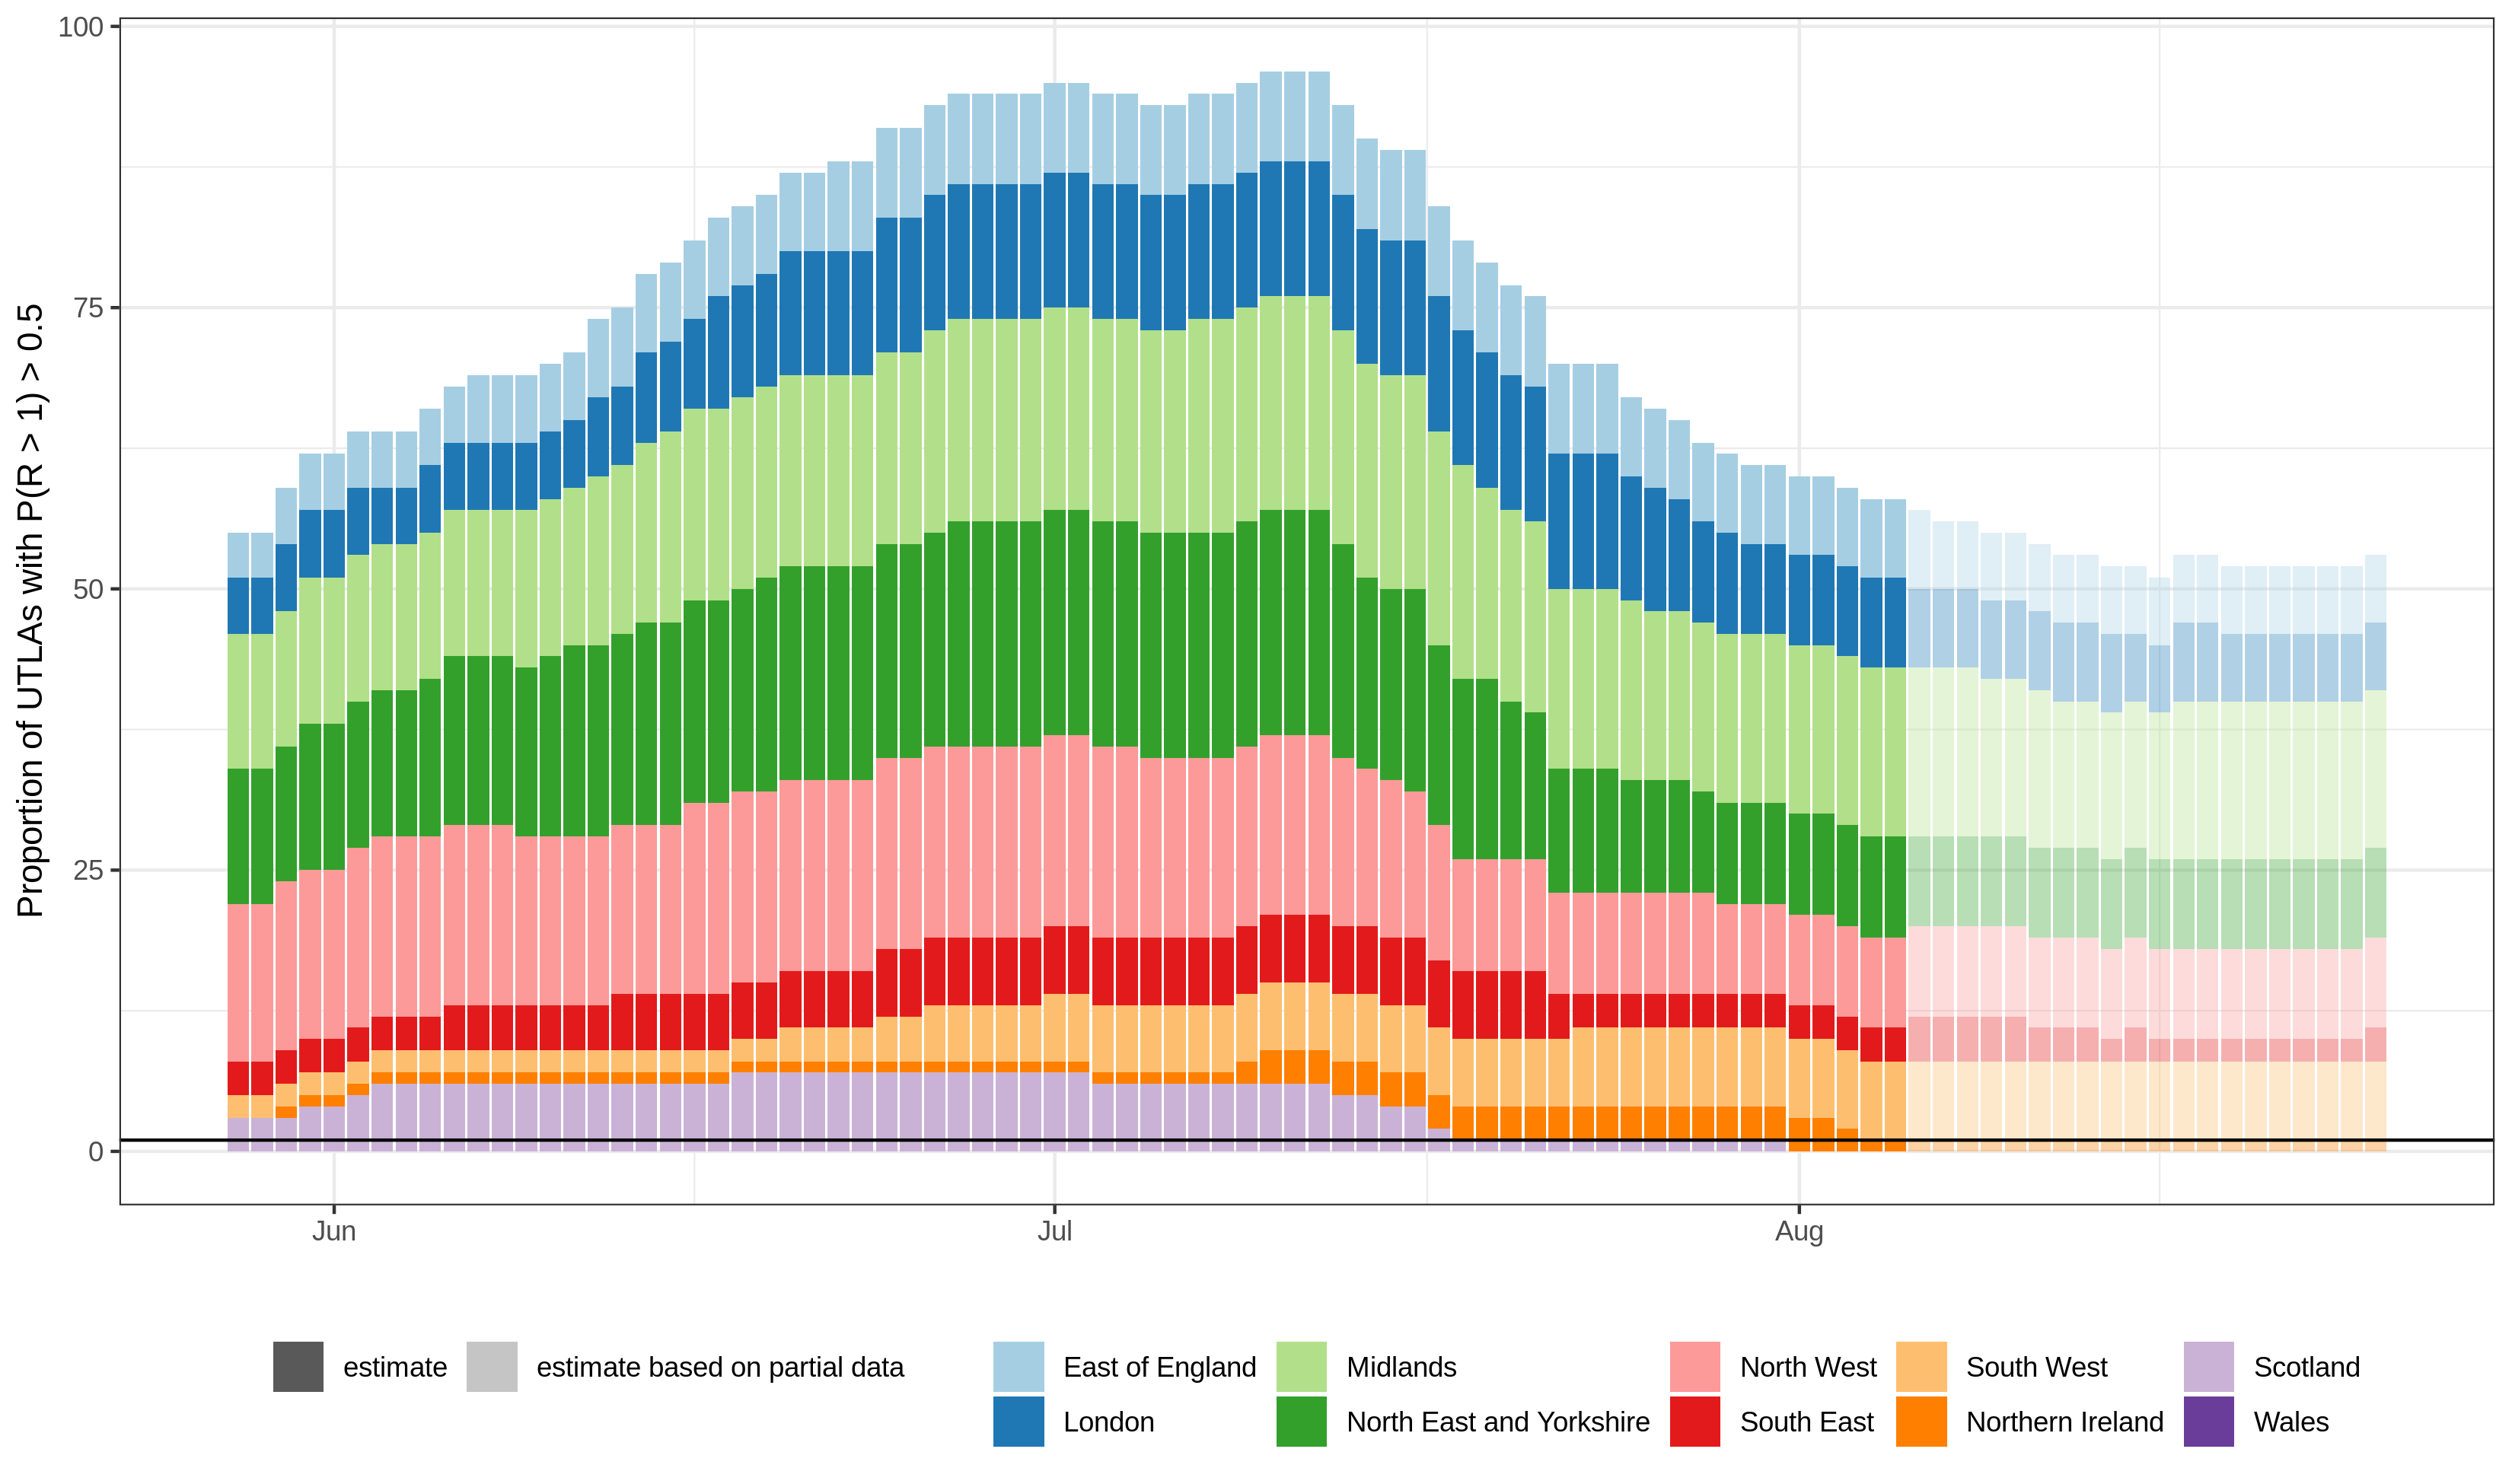 Proportion of UTLAs with P(R > 1) > 0.5
100
75
50
25
0
Jun Jul Aug
estimate estimate based on partial data East of England Midlands North West South West Scotland
London North East and Yorkshire South East Northern Ireland Wales